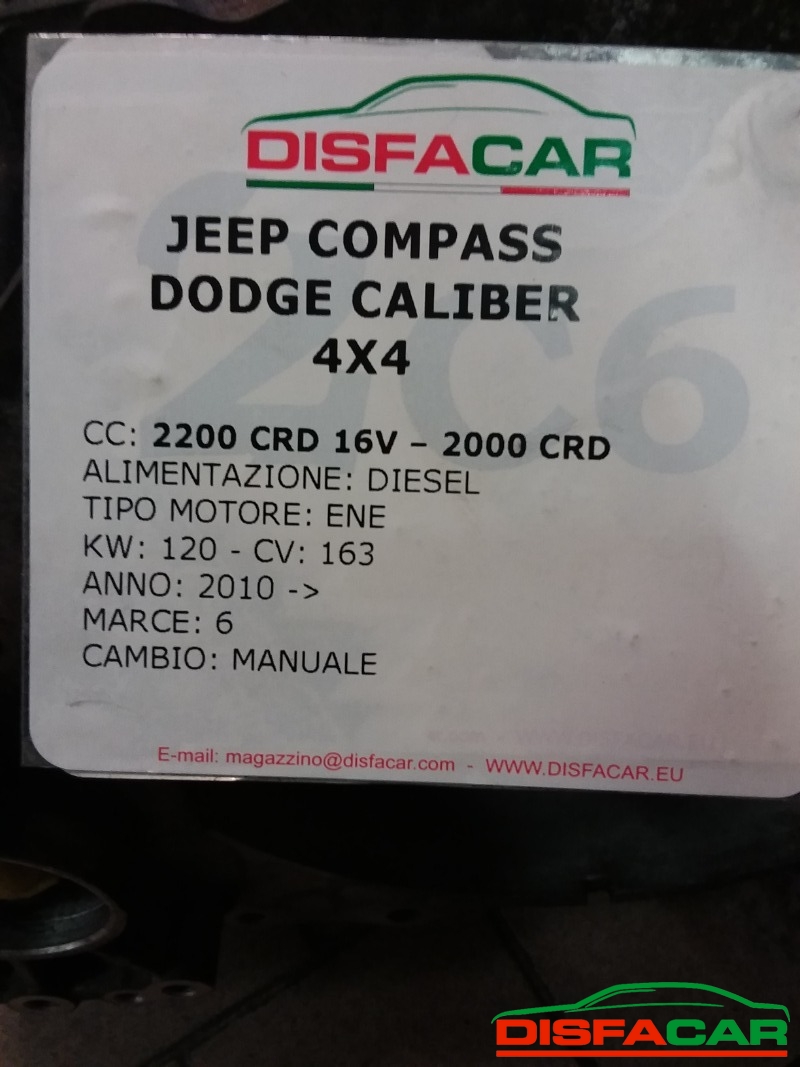 DISFACAR
JEEP COMPASS
DODGE CALIBER
4X4
2C6
CC: 2200 CRD 16V – 2000 CRD
ALIMENTAZIONE: DIESEL
TIPO MOTORE: ENE
KW: 120 - CV: 163
ANNO: 2010 ->
MARCE: 6
CAMBIO: MANUALE
E-mail: magazzino@disfacar.com - WWW.DISFACAR.EU
DISFACAR